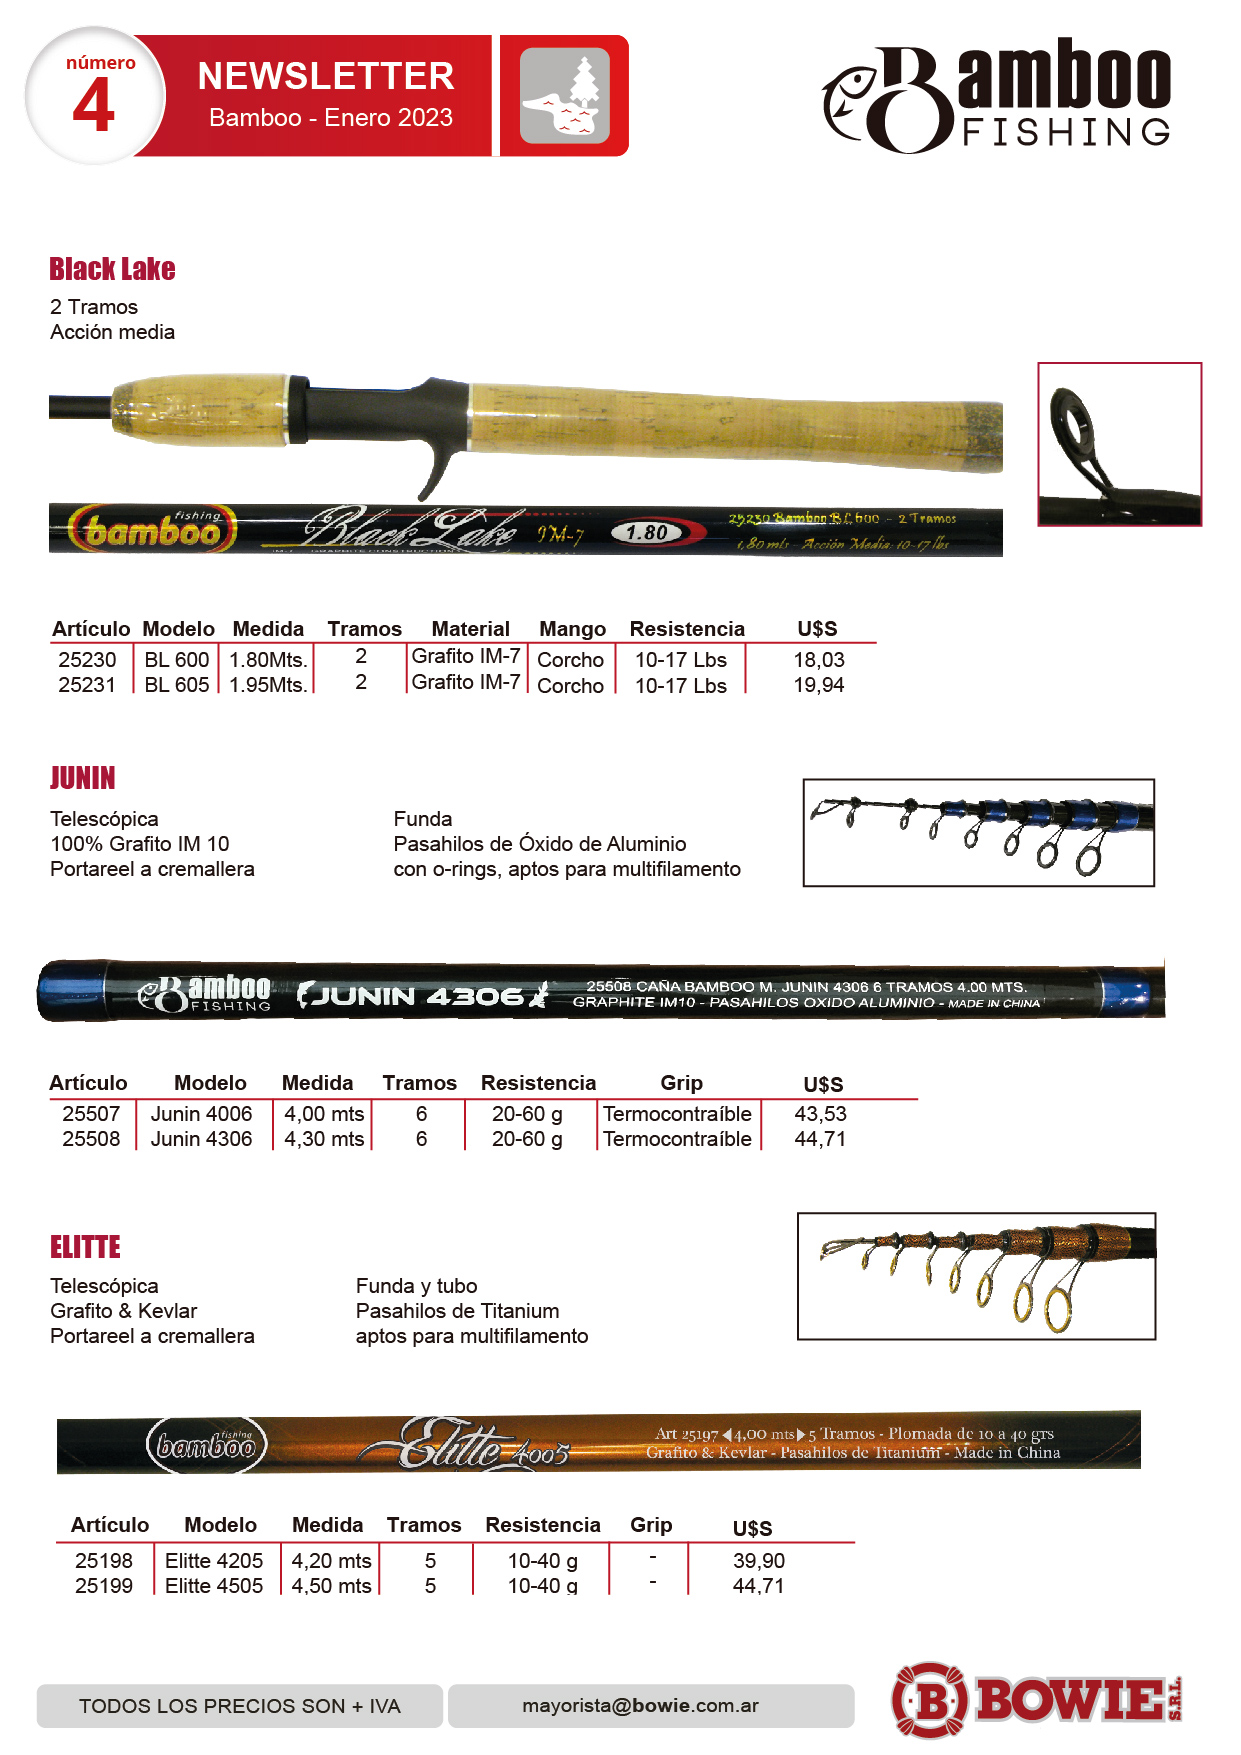 número
4
NEWSLETTER
Bamboo - Enero 2023
Bamboo
FISHING
Black Lake
2 Tramos
Acción media
fishing
bamboo
Black Lake
IM-7
IM-7 GRAPHITE CONSTRUCTION
1.80
25230 Bamboo BL 600 - 2 Tramos
1,80 mts - Acción Media: 10-17 lbs
Artículo Modelo Medida Tramos Material Mango Resistencia U$S
25230 BL 600 1.80Mts. 2 Grafito IM-7 Corcho 10-17 Lbs 18,03
25231 BL 605 1.95Mts. 2 Grafito IM-7 Corcho 10-17 Lbs 19,94
JUNIN
Telescópica
100% Grafito IM 10
Portareel a cremallera
Funda
Pasahilos de Óxido de Aluminio
con o-rings, aptos para multifilamento
Bamboo
FISHING
JUNIN 4306
25508 CAÑA BAMBOO M. JUNIN 4306 6 TRAMOS 4.00 MTS.
GRAPHITE IM10 - PASAHILOS OXIDO ALUMINIO - MADE IN CHINA
Artículo Modelo Medida Tramos Resistencia Grip U$S
25507 Junin 4006 4,00 mts 6 20-60 g Termocontraíble 43,53
25508 Junin 4306 4,30 mts 6 20-60 g Termocontraíble 44,71
ELITTE
Telescópica
Grafito & Kevlar
Portareel a cremallera
Funda y tubo
Pasahilos de Titanium
aptos para multifilamento
fishing
bamboo
Elitte 4005
Art 25197 4,00 mts 5 Tramos - Plomada de 10 a 40 grs
Grafito & Kevlar - Pasahilos de Titanium - Made in China
Artículo Modelo Medida Tramos Resistencia Grip U$S
25198 Elitte 4205 4,20 mts 5 10-40 g - 39,90
25199 Elitte 4505 4,50 mts 5 10-40 g - 44,71
TODOS LOS PRECIOS SON + IVA
mayorista@bowie.com.ar
B BOWIE S.R.L.